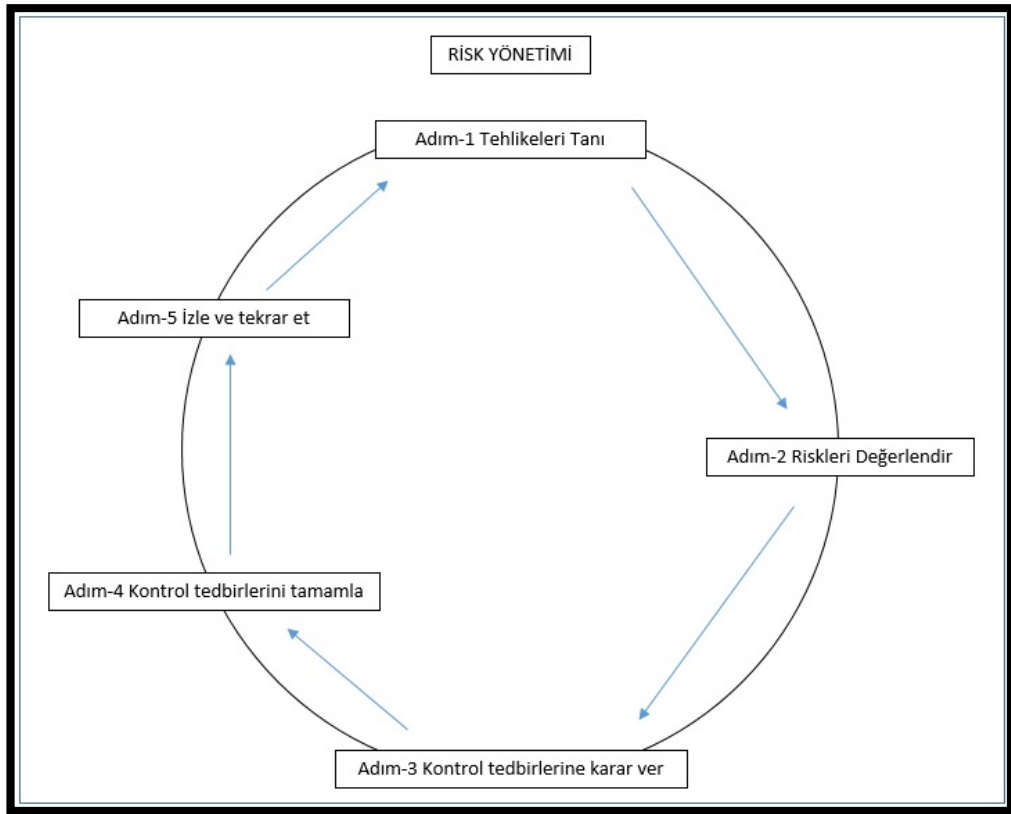 RİSK YÖNETİMİ
Adım-1 Tehlikeleri Tanı
Adım-2 Riskleri Değerlendir
Adım-3 Kontrol tedbirlerine karar ver
Adım-4 Kontrol tedbirlerini tamamla
Adım-5 İzle ve tekrar et